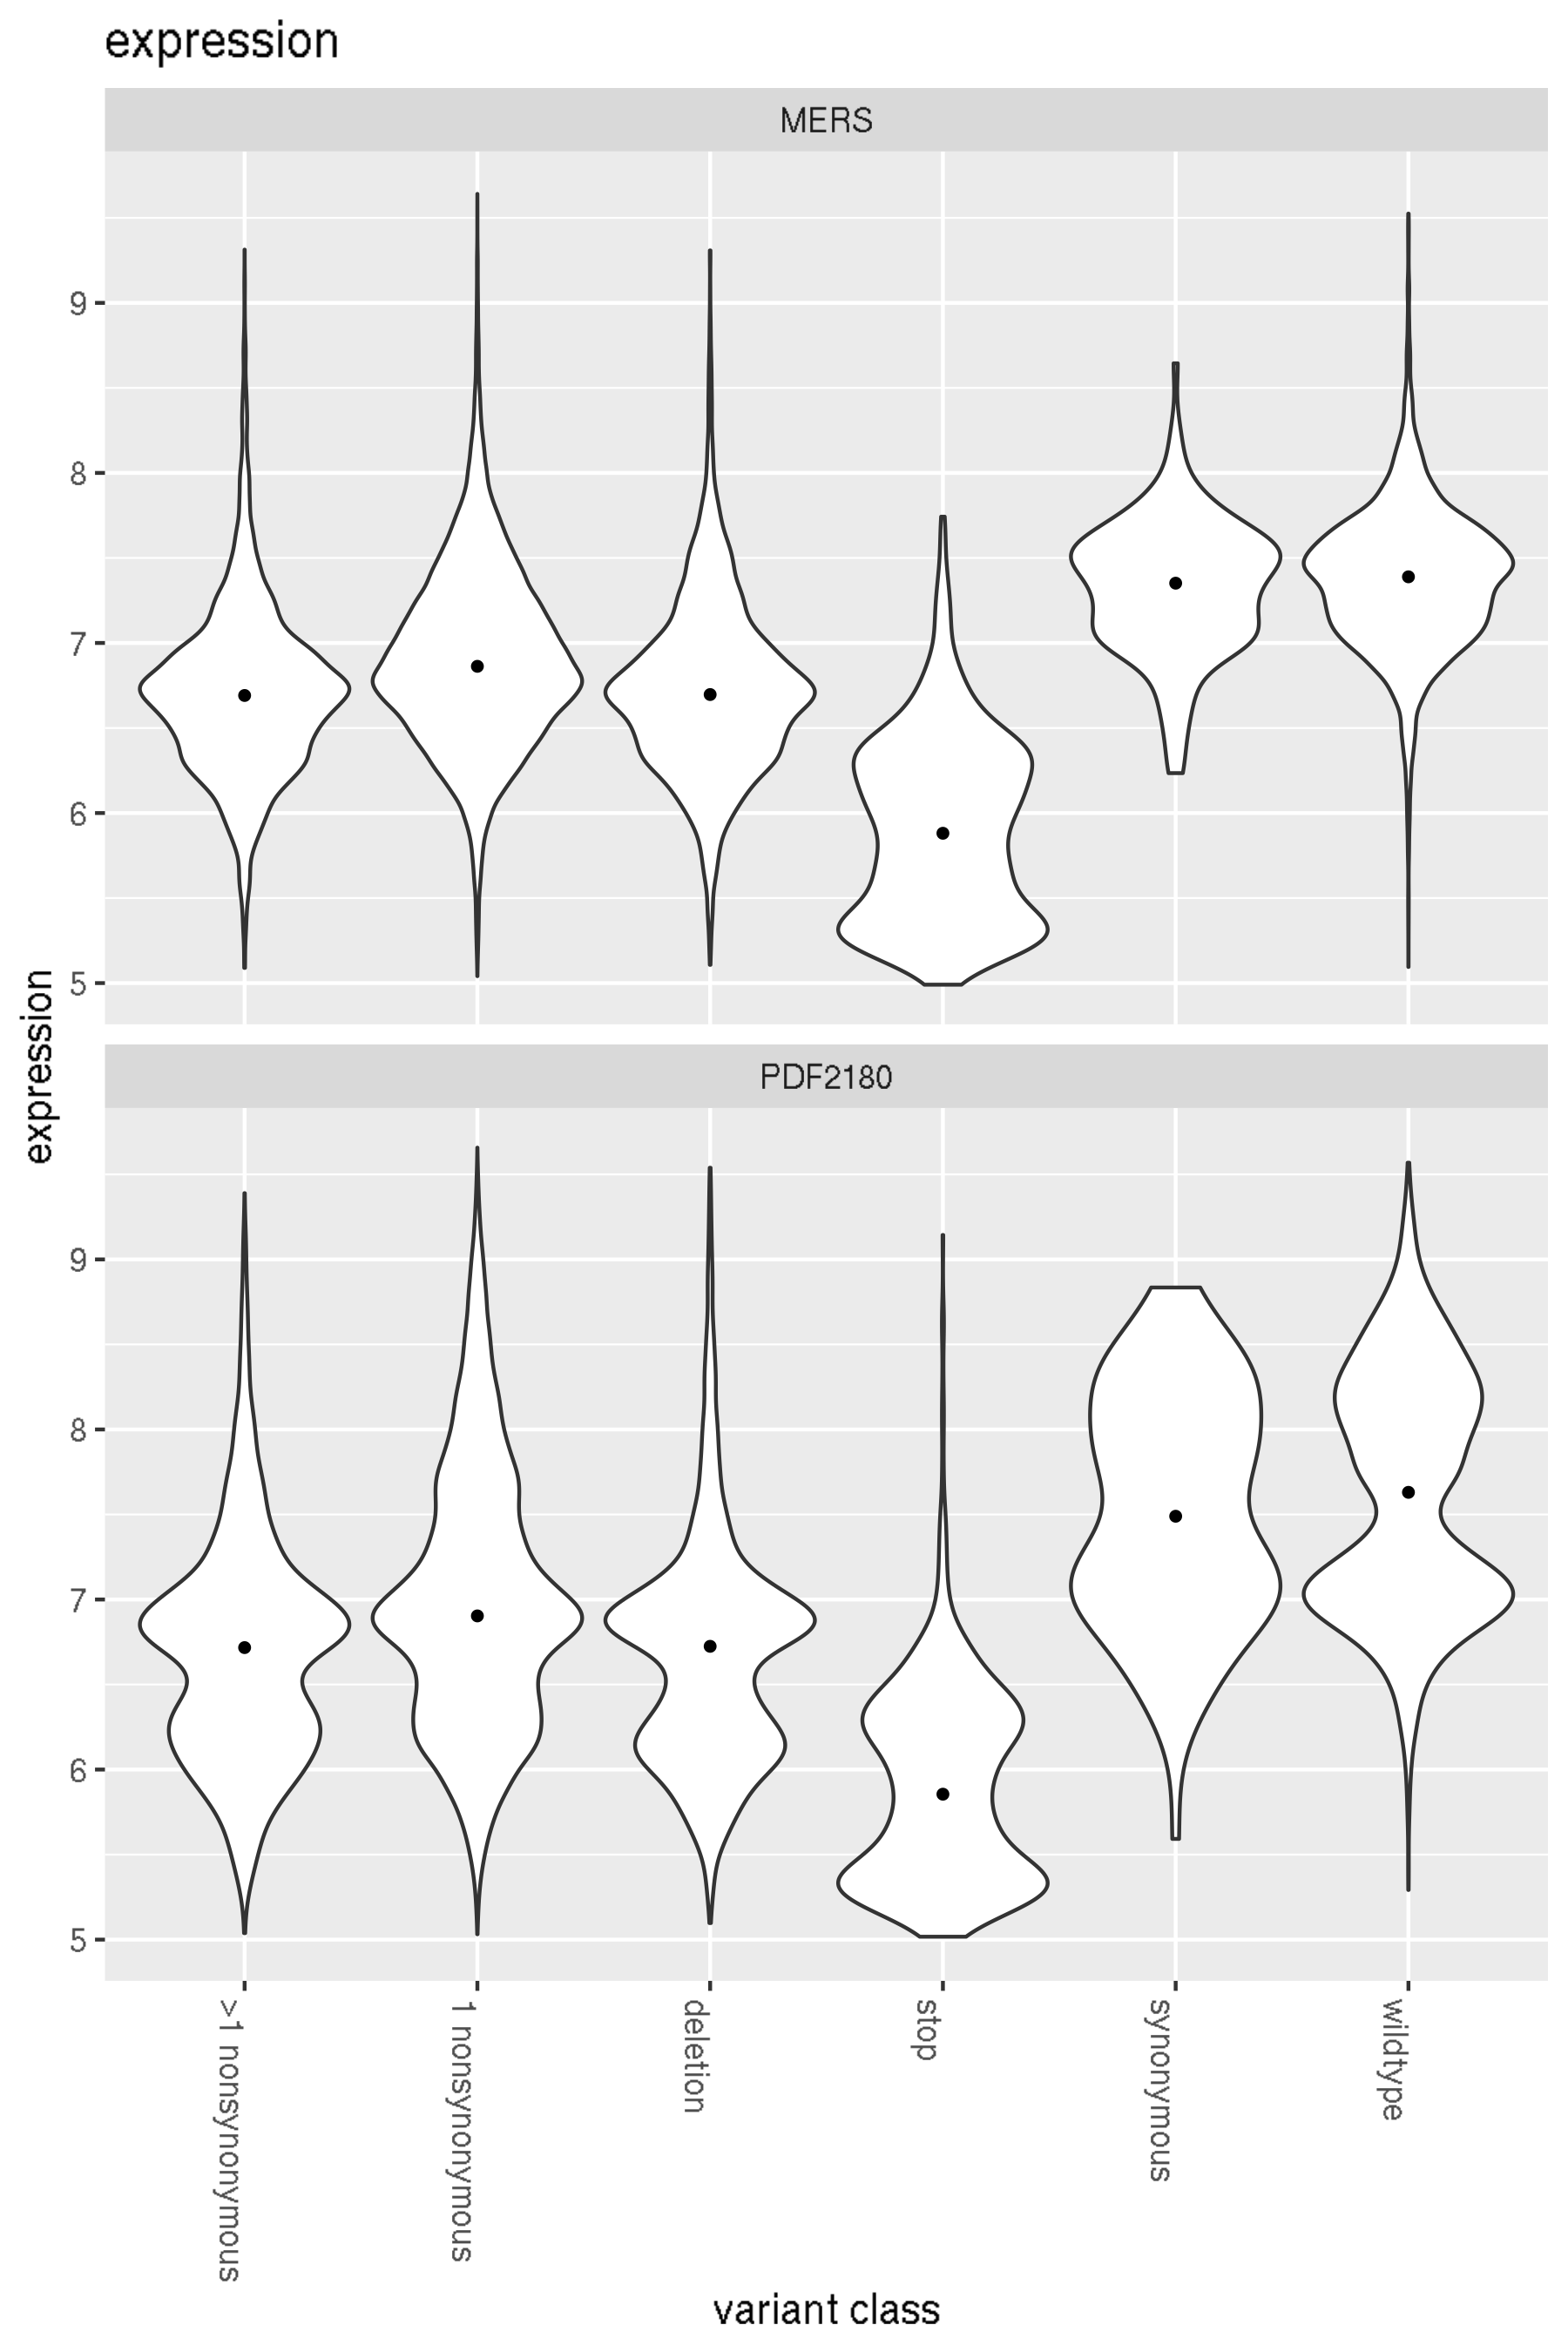 expression
MERS
9
8
7
6
5
expression
PDF2180
9
8
7
6
5
>1 nonsynonymous
1 nonsynonymous
deletion
stop
synonymous
wildtype
variant class